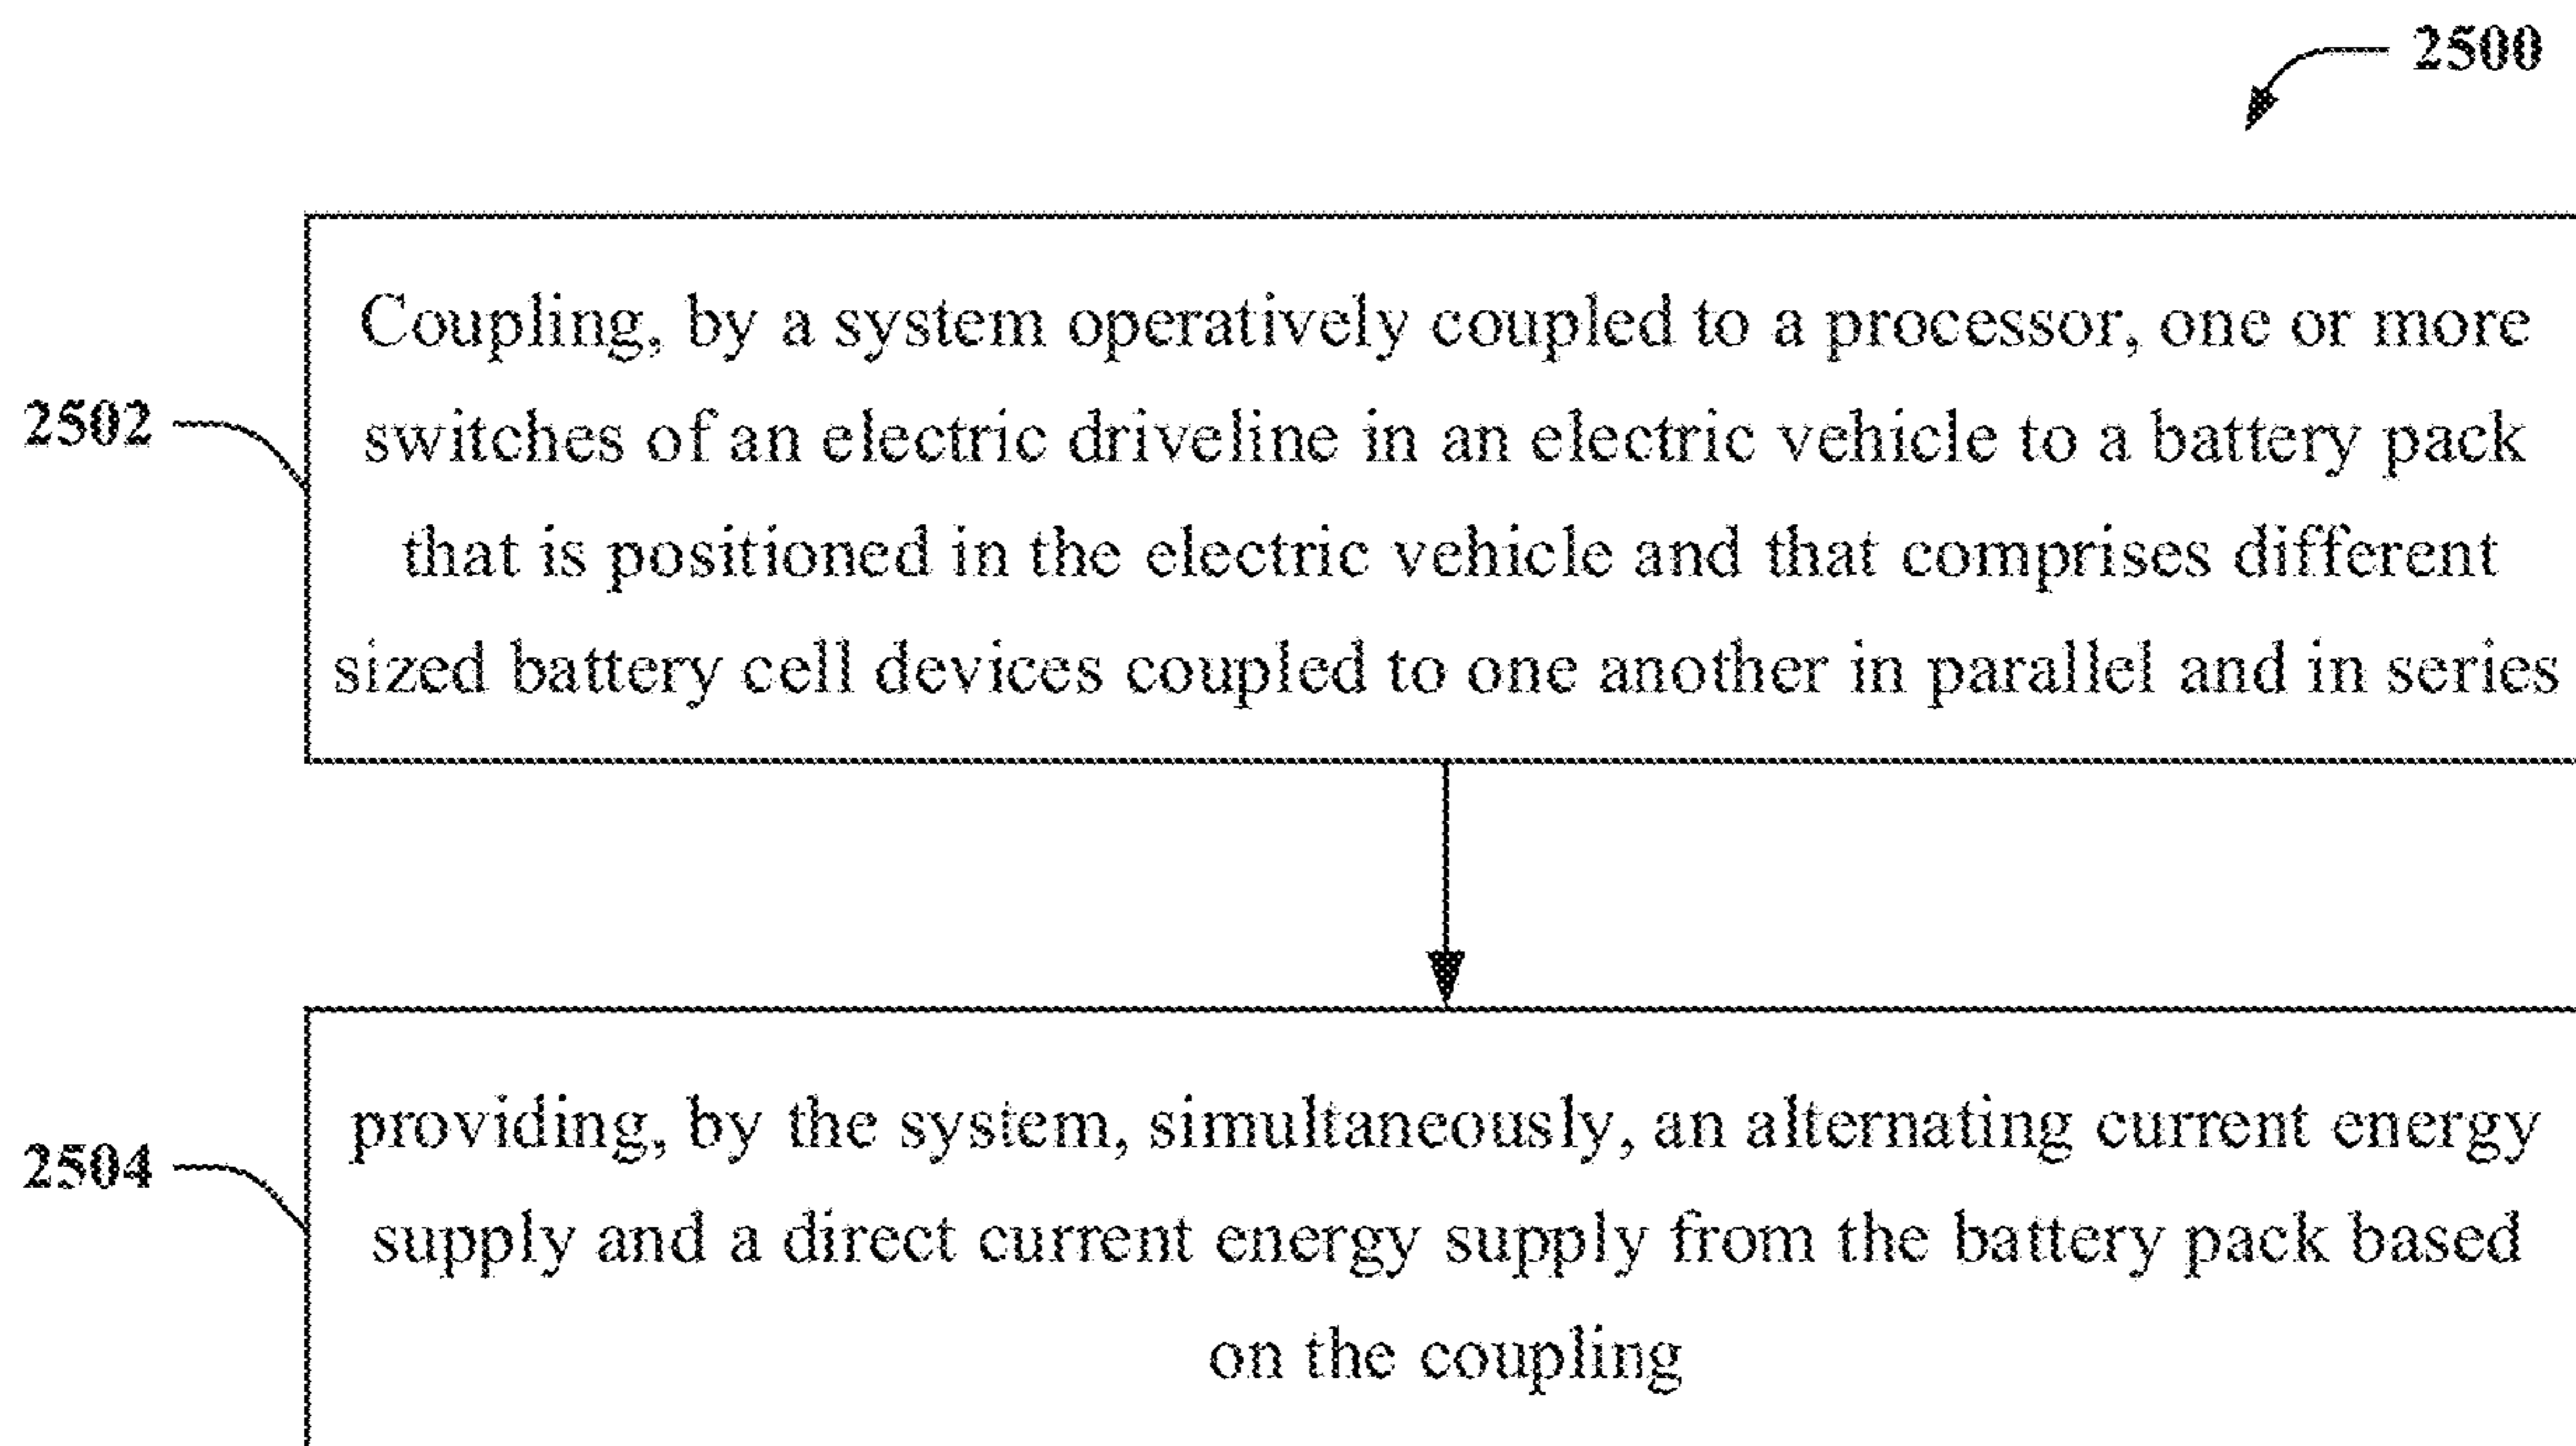 2500
2502
Coupling, by a system operatively coupled to a processor, one or more
switches of an electric driveline in an electric vehicle to a battery pack
that is positioned in the electric vehicle and that comprises different
sized battery cell devices coupled to one another in parallel and in series
2504
providing, by the system, simultaneously, an alternating current energy
supply and a direct current energy supply from the battery pack based
on the coupling